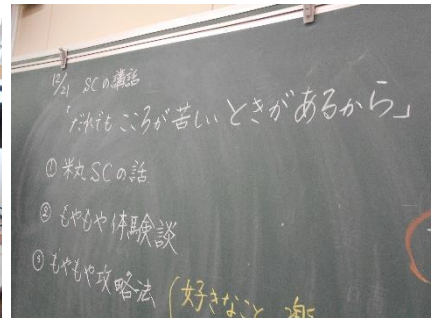 12/21 SCの講話
「だれでもこころが苦しいときがあるから」
① 米丸SCの話
② もやもや体験談
③ もやもや攻略法
(好きなこと 楽